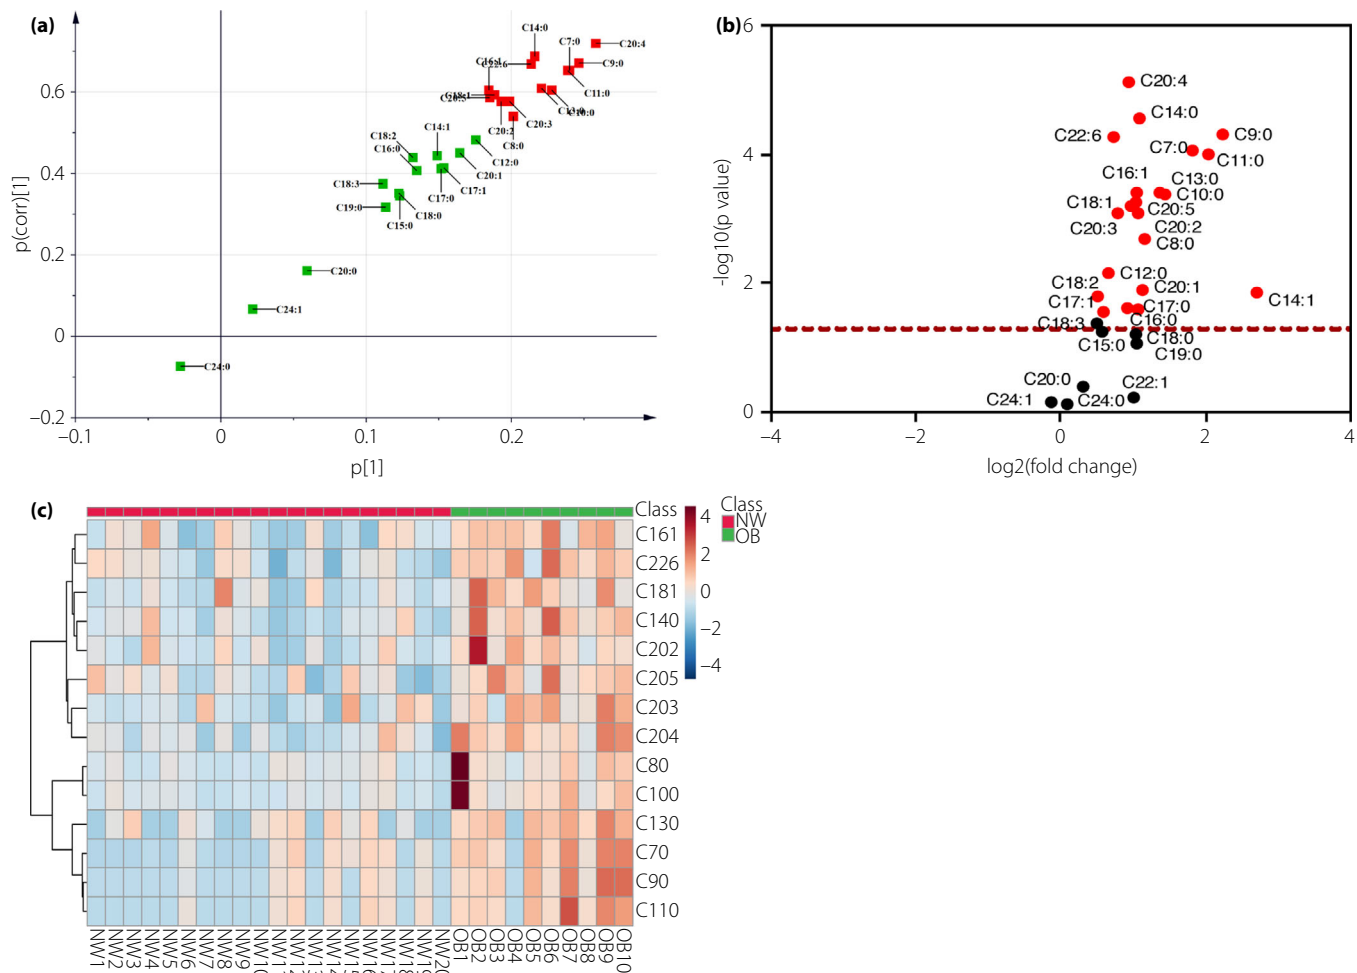 (a)
p(corr)[1]
0.6
0.4
0.2
0
−0.2
−0.1
0
0.1
0.2
p[1]
C14:0
C7:0
C20:4
C16:1
C22:6
C9:0
C11:0
C18:1
C20:5
C13:0
C10:0
C20:2
C20:3
C8:0
C14:1
C18:2
C16:0
C12:0
C20:1
C18:3
C17:1
C17:0
C19:0
C18:0
C15:0
C20:0
C24:1
C24:0
(b)
-log10(p value)
6
4
2
0
−4
−2
0
2
4
log2(fold change)
C20:4
C14:0
C22:6
C9:0
C7:0
C11:0
C16:1
C13:0
C10:0
C18:1
C20:5
C20:3
C20:2
C8:0
C12:0
C18:2
C20:1
C14:1
C17:1
C17:0
C18:3
C16:0
C15:0
C18:0
C19:0
C20:0
C22:1
C24:1
C24:0
(c)
Class
C161
C226
C181
C140
C202
C205
C203
C204
C80
C100
C130
C70
C90
C110
4
2
0
−2
−4
Class
NW
OB
NW1
NW2
NW3
NW4
NW5
NW6
NW7
NW8
NW9
NW10
NW20
OB1
OB2
OB3
OB4
OB5
OB6
OB7
OB8
OB9
OB10